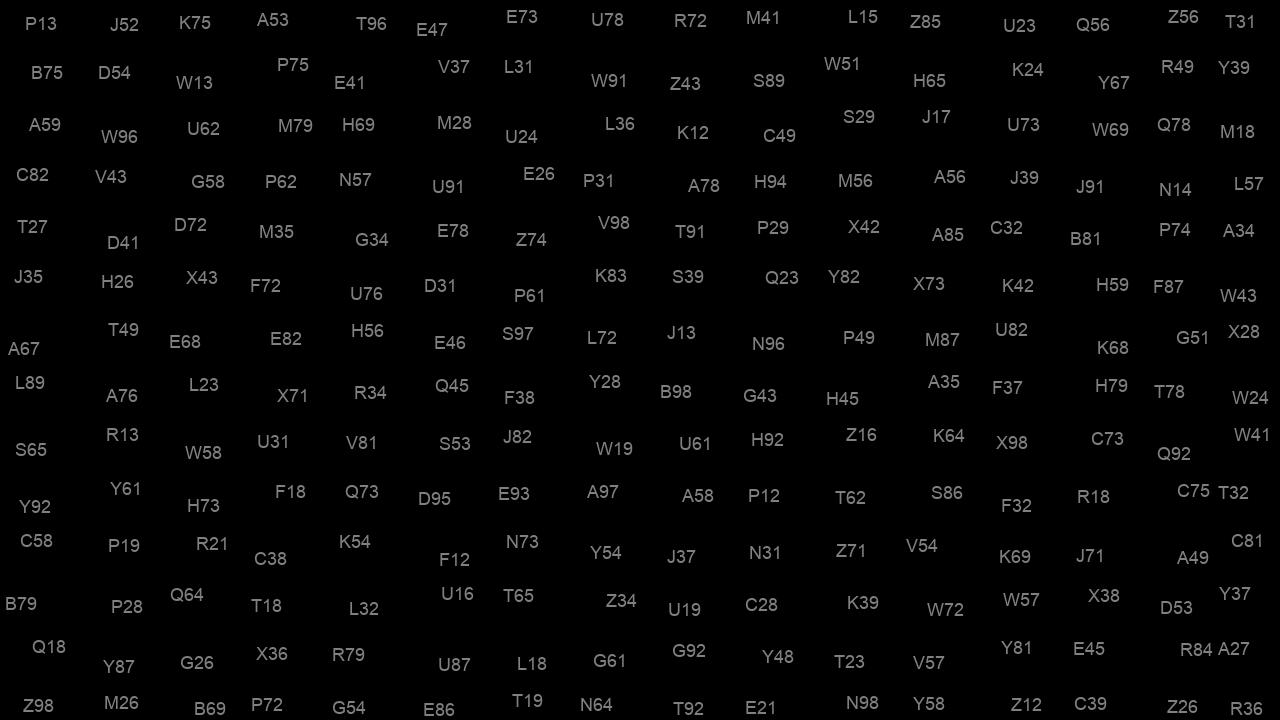 P13 J52 K75 A53 T96 E47 E73 U78 R72 M41 L15 Z85 U23 Q56 Z56 T31
B75 D54 W13 P75 E41 V37 L31 W91 Z43 S89 W51 H65 K24 Y67 R49 Y39
A59 W96 U62 M79 H69 M28 U24 L36 K12 C49 S29 J17 U73 W69 Q78 M18
C82 V43 G58 P62 N57 U91 E26 P31 A78 H94 M56 A56 J39 J91 N14 L57
T27 D41 D72 M35 G34 E78 Z74 V98 T91 P29 X42 A85 C32 B81 P74 A34
J35 H26 X43 F72 U76 D31 P61 K83 S39 Q23 Y82 X73 K42 H59 F87 W43
A67 T49 E68 E82 H56 E46 S97 L72 J13 N96 P49 M87 U82 K68 G51 X28
L89 A76 L23 X71 R34 Q45 F38 Y28 B98 G43 H45 A35 F37 H79 T78 W24
S65 R13 W58 U31 V81 S53 J82 W19 U61 H92 Z16 K64 X98 C73 Q92 W41
Y92 Y61 H73 F18 Q73 D95 E93 A97 A58 P12 T62 S86 F32 R18 C75 T32
C58 P19 R21 C38 K54 F12 N73 Y54 J37 N31 Z71 V54 K69 J71 A49 C81
B79 P28 Q64 T18 L32 U16 T65 Z34 U19 C28 K39 W72 W57 X38 D53 Y37
Q18 Y87 G26 X36 R79 U87 L18 G61 G92 Y48 T23 V57 Y81 E45 R84 A27
Z98 M26 B69 P72 G54 E86 T19 N64 T92 E21 N98 Y58 Z12 C39 Z26 R36